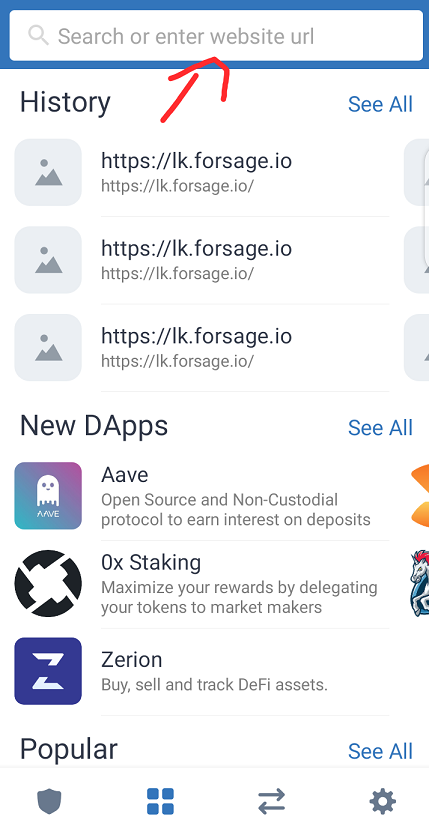 Search or enter website url
History
See All
https://lk.forsage.io
https://lk.forsage.io/
https://lk.forsage.io
https://lk.forsage.io/
https://lk.forsage.io
https://lk.forsage.io/
New DApps
See All
AAVE
Aave
Open Source and Non-Custodial
protocol to earn interest on deposits
0x Staking
Maximize your rewards by delegating
your tokens to market makers
Zerion
Buy, sell and track DeFi assets.
Popular
See All